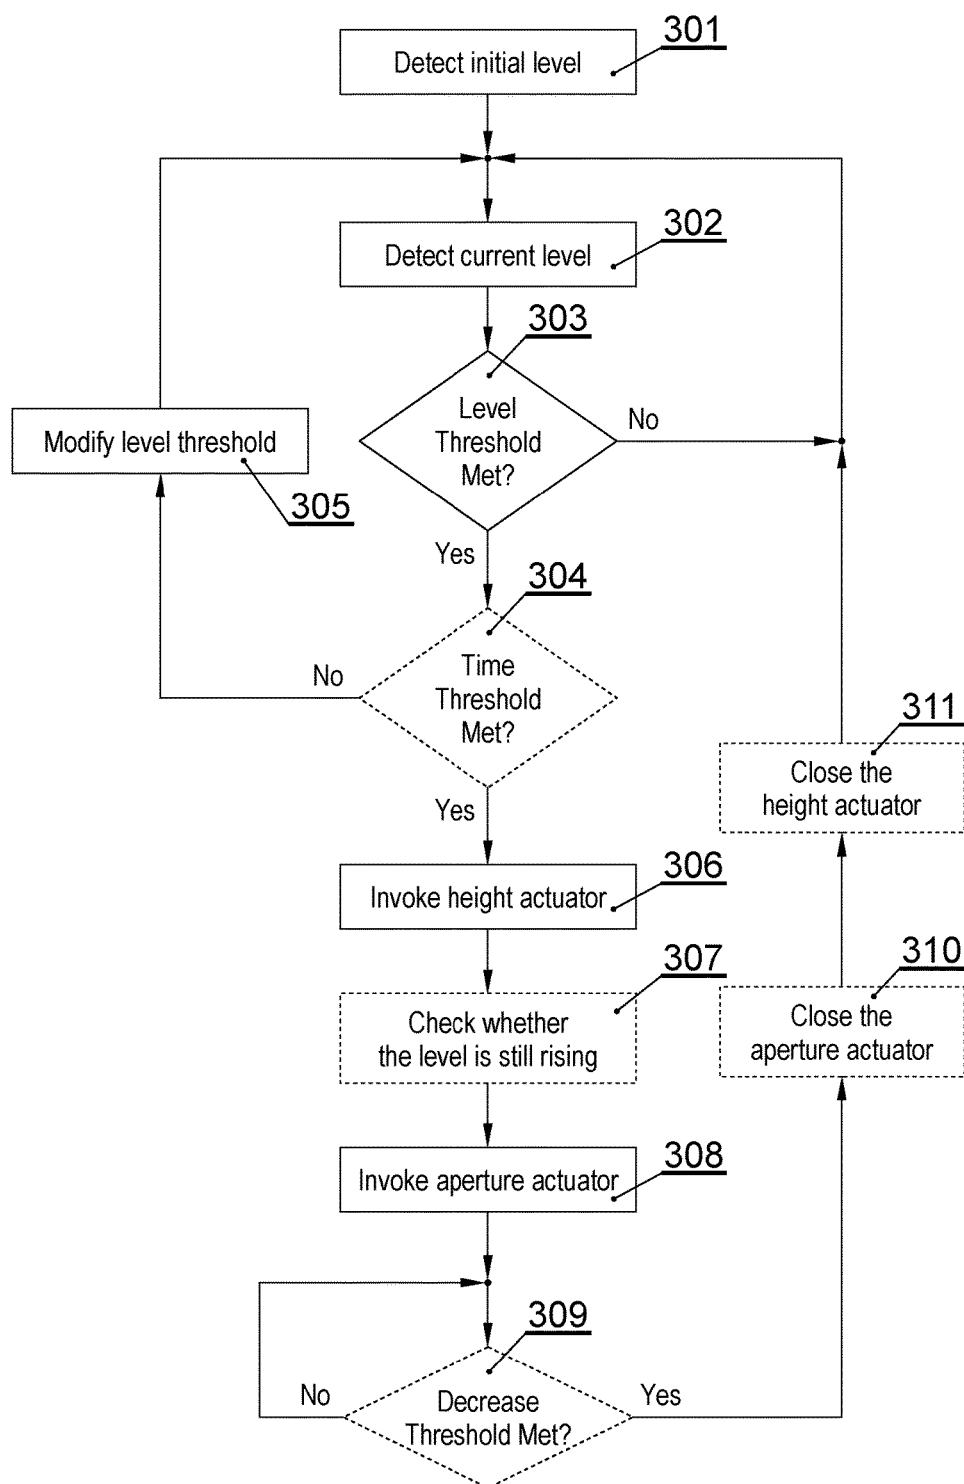 301
Detect initial level
302
Detect current level
303
Level
Threshold
Met?
No
Modify level threshold
305
Yes
304
Time
Threshold
Met?
No
Yes
311
Close the
height actuator
306
Invoke height actuator
307
Check whether
the level is still rising
310
Close the
aperture actuator
308
Invoke aperture actuator
309
Decrease
Threshold Met?
No
Yes